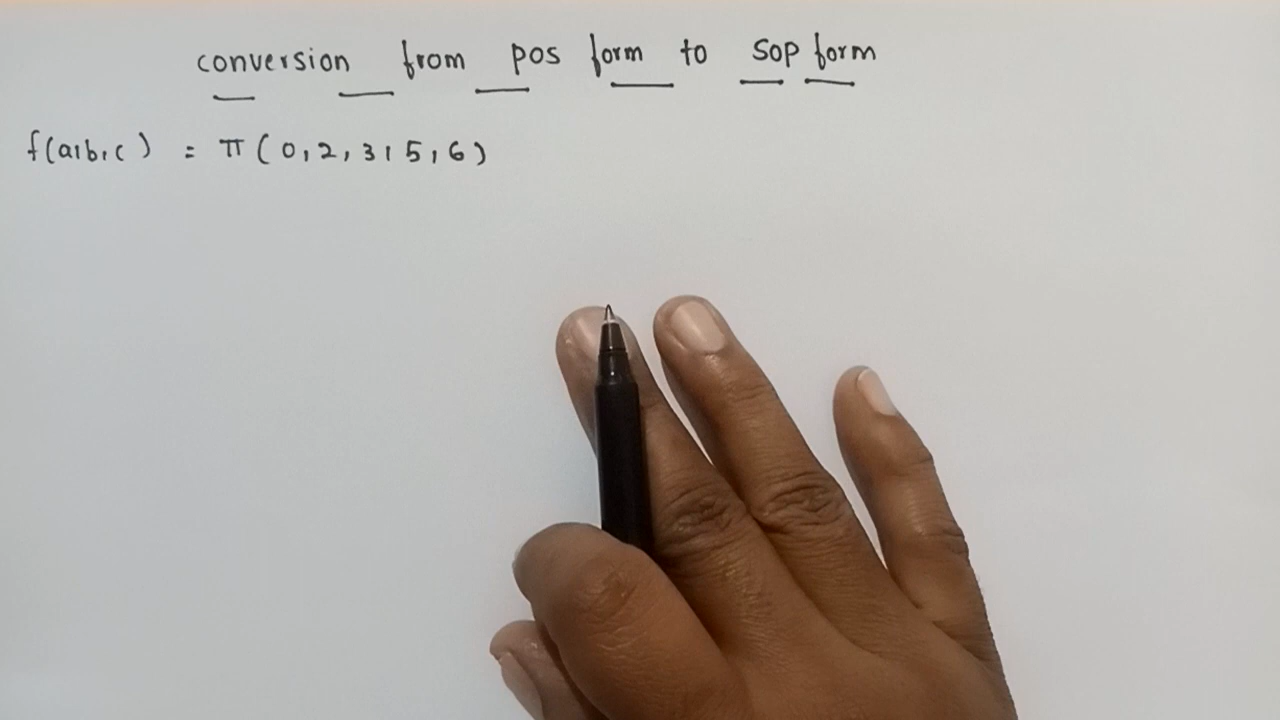 conversion from pos form to sop form
f(a,b,c) = π(0,2,3,5,6)